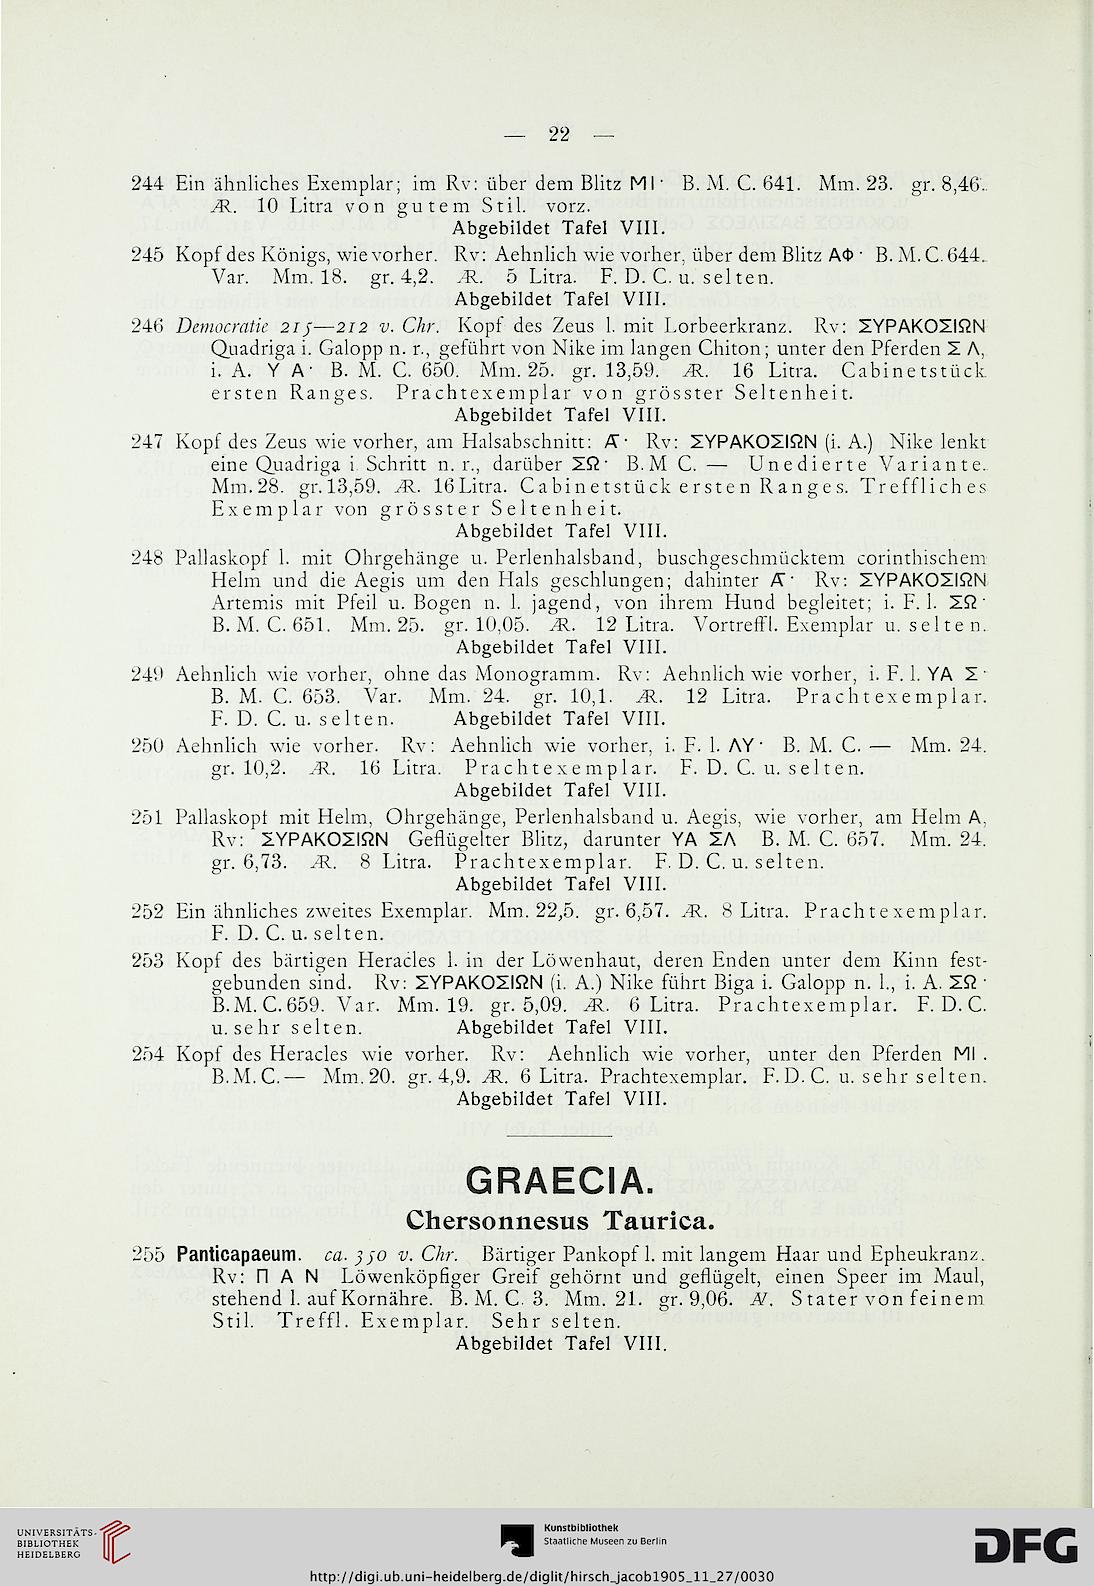 — 22 —
244 Ein ähnliches Exemplar; im Rv: über dem Blitz ΜΙ· B. M. C. 641. Mm. 23. gr. 8,46.
Æ. 10 Litra von gutem Stil. vorz.
Abgebildet Tafel VIII.
245 Kopf des Königs, wie vorher. Rv: Aehnlich wie vorher, über dem Blitz ΑΦ· B. M. C. 644.
Var. Mm. 18. gr. 4,2. Æ. 5 Litra. F. D. C. u. selten.
Abgebildet Tafel VIII.
246 Democratie 215—212 v. Chr. Kopf des Zeus l. mit Lorbeerkranz. Rv: ΣΥΡΑΚΟΣΙΩΝ
Quadriga i. Galopp n. r., geführt von Nike im langen Chiton; unter den Pferden Σ Λ,
i. A. Υ Α· B. M. C. 650. Mm. 25. gr. 13,59. Æ. 16 Litra. Cabinetstück
ersten Ranges. Prachtexemplar von grösster Seltenheit.
Abgebildet Tafel VIII.
247 Kopf des Zeus wie vorher, am Halsabschnitt: Rv: ΣΥΡΑΚΟΣΙΩΝ (i. A.) Nike lenkt
eine Quadriga i. Schritt n. r., darüber ΣΩ· B. M C. — Unedierte Variante.
Mm. 28. gr. 13,59. Æ. 16 Litra. Cabinetstück ersten Ranges. Treffliches
Exemplar von grösster Seltenheit.
Abgebildet Tafel VIII.
248 Pallaskopf l. mit Ohrgehänge u. Perlenhalsband, buschgeschmücktem corinthischem
Helm und die Aegis um den Hals geschlungen; dahinter Rv: ΣΥΡΑΚΟΣΙΩΝ
Artemis mit Pfeil u. Bogen n. l. jagend, von ihrem Hund begleitet; i. F. l. ΣΩ·
B. M. C. 651. Mm. 25. gr. 10,05. Æ. 12 Litra. Vortreffl. Exemplar u. selten.
Abgebildet Tafel VIII.
249 Aehnlich wie vorher, ohne das Monogramm. Rv: Aehnlich wie vorher, i. F. l. ΥΑ Σ·
B. M. C. 653. Var. Mm. 24. gr. 10,1. Æ. 12 Litra. Prachtexemplar.
F. D. C. u. selten. Abgebildet Tafel VIII.
250 Aehnlich wie vorher. Rv: Aehnlich wie vorher, i. F. l. ΛΥ· B. M. C. — Mm. 24.
gr. 10,2. Æ. 16 Litra. Prachtexemplar. F. D. C. u. selten.
Abgebildet Tafel VIII.
251 Pallaskopf mit Helm, Ohrgehänge, Perlenhalsband u. Aegis, wie vorher, am Helm Α,
Rv: ΣΥΡΑΚΟΣΙΩΝ Geflügelter Blitz, darunter ΥΑ ΣΛ B. M. C. 657. Mm. 24.
gr. 6,73. Æ. 8 Litra. Prachtexemplar. F. D. C. u. selten.
Abgebildet Tafel VIII.
252 Ein ähnliches zweites Exemplar. Mm. 22,5. gr. 6,57. Æ. 8 Litra. Prachtexemplar.
F. D. C. u. selten.
253 Kopf des bärtigen Heracles l. in der Löwenhaut, deren Enden unter dem Kinn fest-
gebunden sind. Rv: ΣΥΡΑΚΟΣΙΩΝ (i. A.) Nike führt Biga i. Galopp n. l., i. A. ΣΩ·
B. M. C. 659. Var. Mm. 19. gr. 5,09. Æ. 6 Litra. Prachtexemplar. F. D. C.
u. sehr selten. Abgebildet Tafel VIII.
254 Kopf des Heracles wie vorher. Rv: Aehnlich wie vorher, unter den Pferden ΜΙ.
B. M. C. — Mm. 20. gr. 4,9. Æ. 6 Litra. Prachtexemplar. F. D. C. u. sehr selten.
Abgebildet Tafel VIII.
GRAECIA.
Chersonnesus Taurica.
255 Panticapaeum. ca. 350 v. Chr. Bärtiger Pankopf l. mit langem Haar und Epheukranz.
Rv: Π Α Ν Löwenköpfiger Greif gehörnt und geflügelt, einen Speer im Maul,
stehend l. auf Kornähre. B. M. C. 3. Mm. 21. gr. 9,06. AV. Stater von feinem
Stil. Treffl. Exemplar. Sehr selten.
Abgebildet Tafel VIII.
UNIVERSITÄTS-
BIBLIOTHEK
HEIDELBERG
Kunstbibliothek
Staatliche Museen zu Berlin
DFG
http://digi.ub.uni-heidelberg.de/diglit/hirsch_jacob1905_11_27/0030